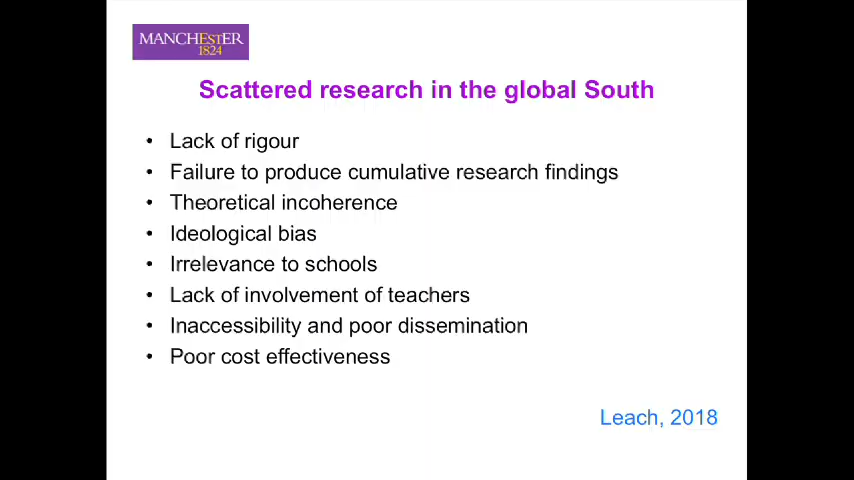 MANCHESTER
1824
Scattered research in the global South
• Lack of rigour
• Failure to produce cumulative research findings
• Theoretical incoherence
• Ideological bias
• Irrelevance to schools
• Lack of involvement of teachers
• Inaccessibility and poor dissemination
• Poor cost effectiveness
Leach, 2018